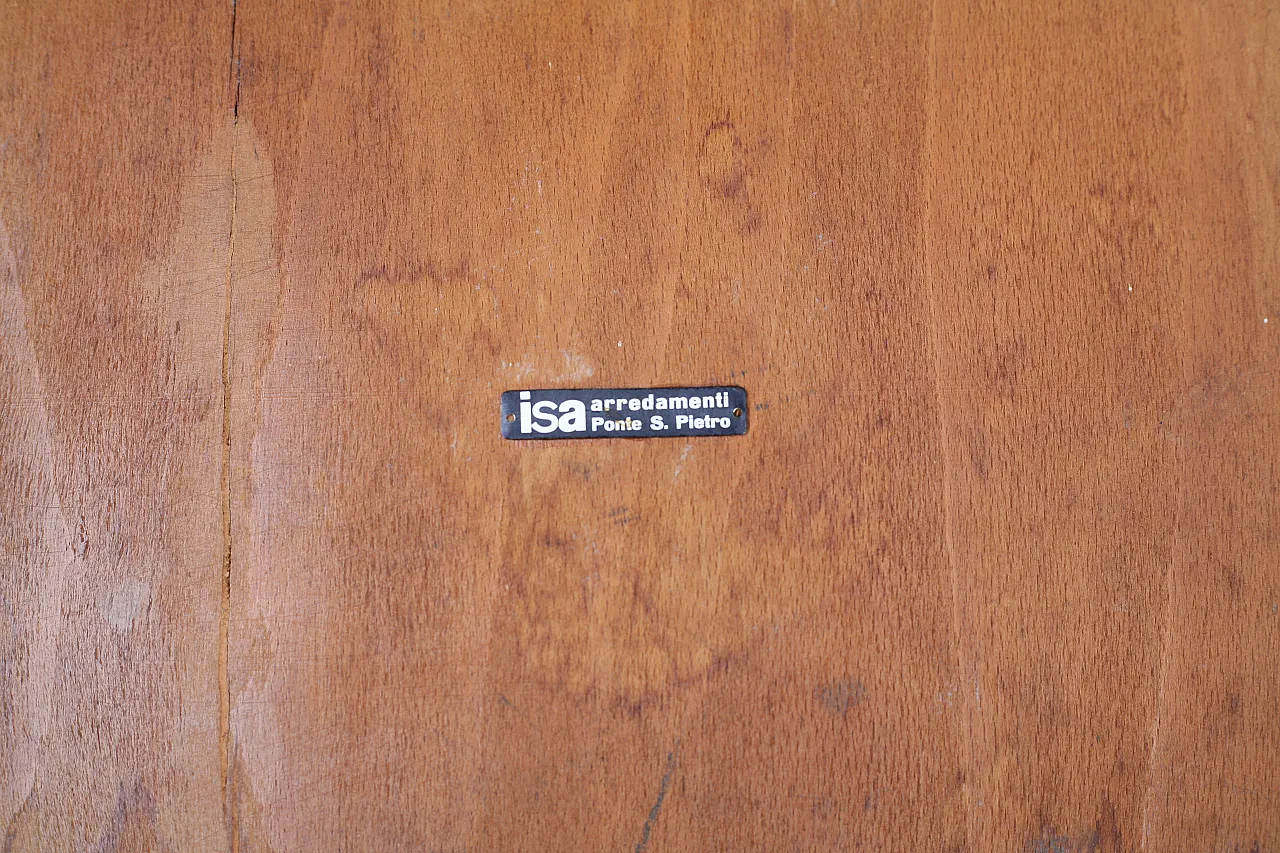 isa arredamenti
Ponte S. Pietro